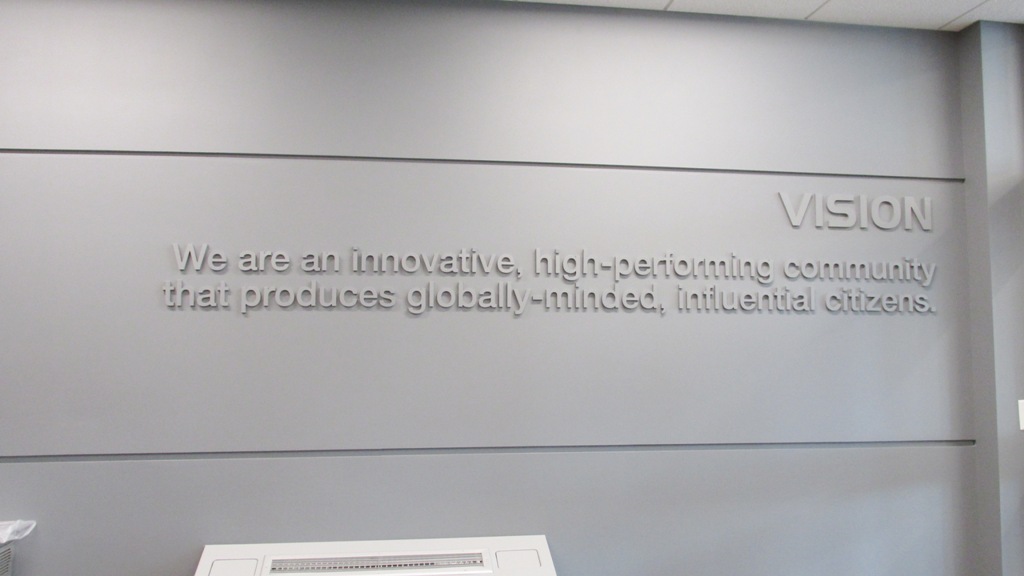 VISION
We are an innovative, high-performing community
that produces globally-minded, influential citizens.